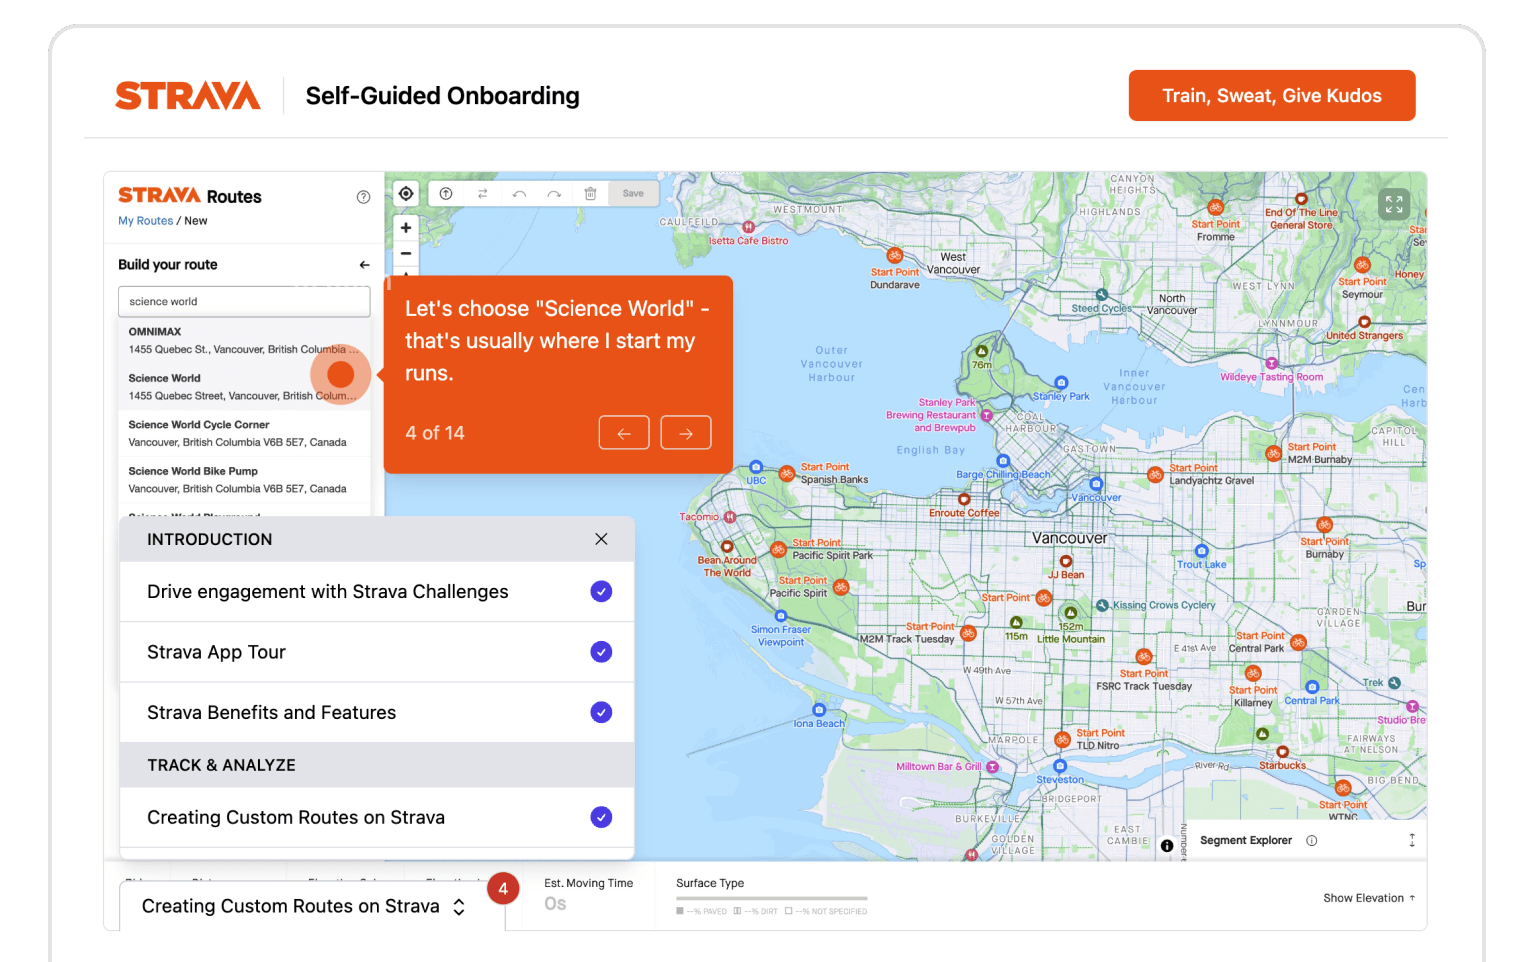 STRAVA
Self-Guided Onboarding
Train, Sweat, Give Kudos
STRAVA Routes
My Routes / New
Build your route
science world
OMNIMAX
1455 Quebec St., Vancouver, British Columbia ...
Science World
1455 Quebec Street, Vancouver, British Colum...
Science World Cycle Corner
Vancouver, British Columbia V6B 5E7, Canada
Science World Bike Pump
Vancouver, British Columbia V6B 5E7, Canada
Save
Let's choose "Science World" -
that's usually where I start my
runs.
4 of 14
INTRODUCTION
Drive engagement with Strava Challenges
Strava App Tour
Strava Benefits and Features
TRACK & ANALYZE
Creating Custom Routes on Strava
Creating Custom Routes on Strava
4
Est. Moving Time
0s
Surface Type
--% PAVED
--% DIRT
--% NOT SPECIFIED
Show Elevation
Segment Explorer
CANYON
HEIGHTS
WESTMOUNT
CAULFEILD
HIGHLANDS
Isetta Cafe Bistro
Start Point
Fromme
End Of The Line
General Store
West
Vancouver
Start Point
Dundarave
WEST LYNN
Start Point
Seymour
Honey
Steed Cycles
North
Vancouver
LYNNMOUR
United Strangers
Outer
Vancouver
Harbour
76m
Wildeye Tasting Room
Stanley Park
Inner
Vancouver
Harbour
Stanley Park
Brewing Restaurant
and Brewpub
COAL
HARBOUR
CAPITOL
HILL
English Bay
GASTOWN
Start Point
M2M Burnaby
UBC
Start Point
Spanish Banks
Barge Chilling Beach
Start Point
Landyachtz Gravel
Vancouver
Enroute Coffee
Tacomio
Vancouver
Start Point
Burnaby
Bean Around
The World
Start Point
Pacific Spirit Park
Trout Lake
JJ Bean
Start Point
Pacific Spirit
Start Point
Kissing Crows Cyclery
GARDEN
VILLAGE
Simon Fraser
Viewpoint
Start Point
M2M Track Tuesday
115m
152m
Little Mountain
E 41st Ave
Start Point
Central Park
W 49th Ave
Start Point
FSRC Track Tuesday
Start Point
Killarney
Central Park
Trek
W 57th Ave
Iona Beach
MARPOLE
Start Point
TLD Nitro
FAIRWAYS
AT NELSON
Milltown Bar & Grill
Steveston
River Rd
Starbucks
BIG BEND
BRIDGEPORT
Start Point
WTNC
BURKEVILLE
GOLDEN
VILLAGE
EAST
CAMBIE